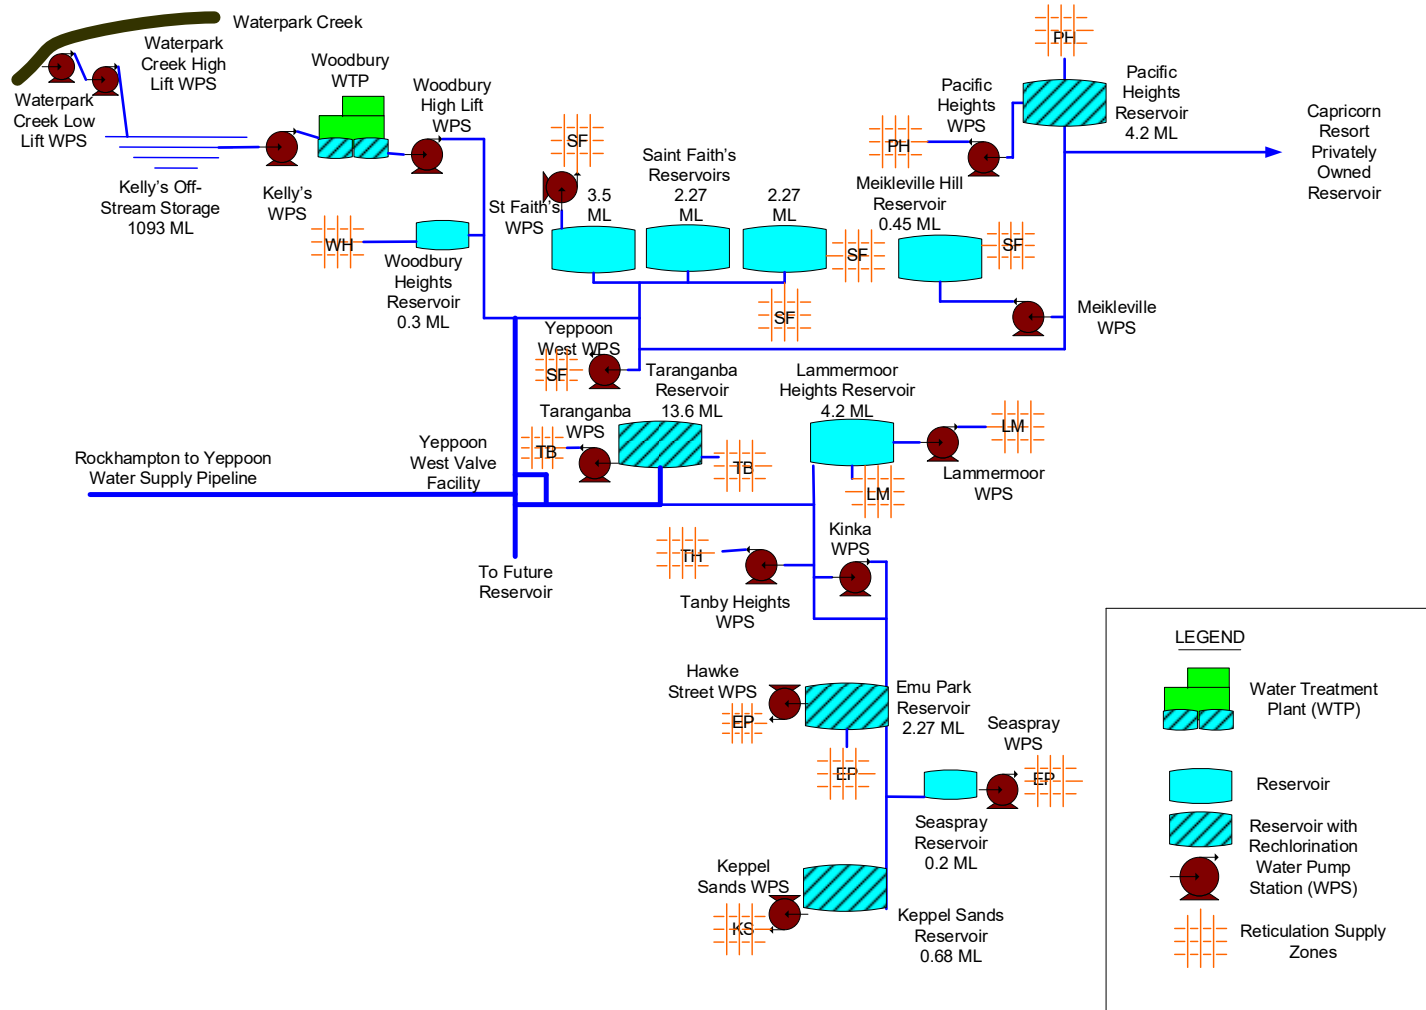 Waterpark Creek
Waterpark
Creek High
Lift WPS
Waterpark
Creek Low
Lift WPS
Woodbury
WTP
Woodbury
High Lift
WPS
Kelly's Off-
Stream Storage
1093 ML
Kelly's
WPS
WH
Woodbury
Heights
Reservoir
0.3 ML
SF
St Faith's
WPS
Saint Faith's
Reservoirs
3.5
ML
2.27
ML
2.27
ML
SF
SF
PH
Pacific
Heights
WPS
PH
Pacific
Heights
Reservoir
4.2 ML
Capricorn
Resort
Privately
Owned
Reservoir
Meikleville Hill
Reservoir
0.45 ML
SF
Meikleville
WPS
Yeppoon
West WPS
SF
Taranganba
Reservoir
13.6 ML
Taranganba
WPS
TB
TB
Lammermoor
Heights Reservoir
4.2 ML
LM
LM
Lammermoor
WPS
Yeppoon
West Valve
Facility
Rockhampton to Yeppoon
Water Supply Pipeline
To Future
Reservoir
Kinka
WPS
TH
Tanby Heights
WPS
Hawke
Street WPS
EP
Emu Park
Reservoir
2.27 ML
EP
Seaspray
WPS
EP
Seaspray
Reservoir
0.2 ML
Keppel
Sands WPS
KS
Keppel Sands
Reservoir
0.68 ML
LEGEND
Water Treatment
Plant (WTP)
Reservoir
Reservoir with
Rechlorination
Water Pump
Station (WPS)
Reticulation Supply
Zones